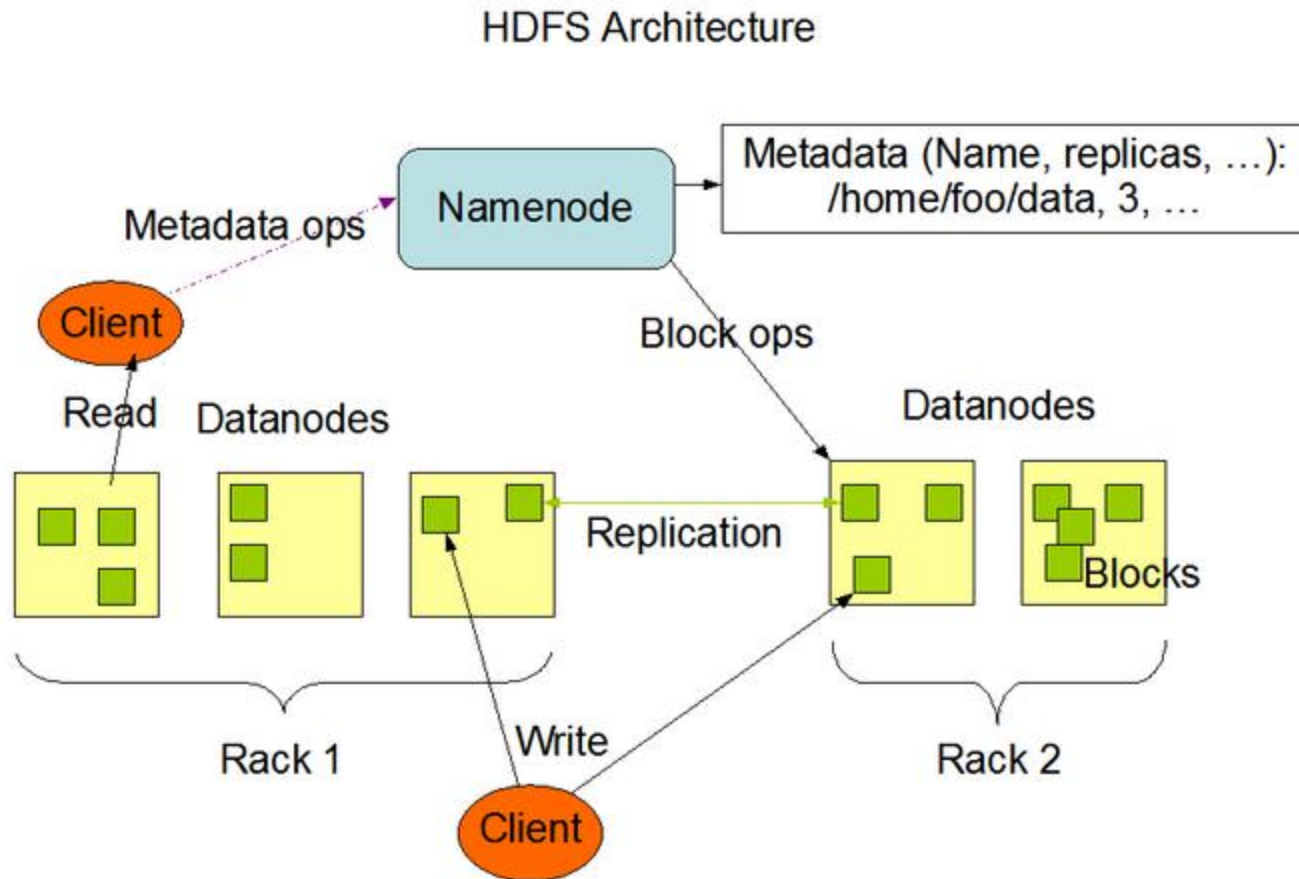 HDFS Architecture
Metadata (Name, replicas, …):
/home/foo/data, 3, …
Namenode
Metadata ops
Client
Block ops
Read
Datanodes
Datanodes
Replication
Blocks
Rack 1
Write
Rack 2
Client